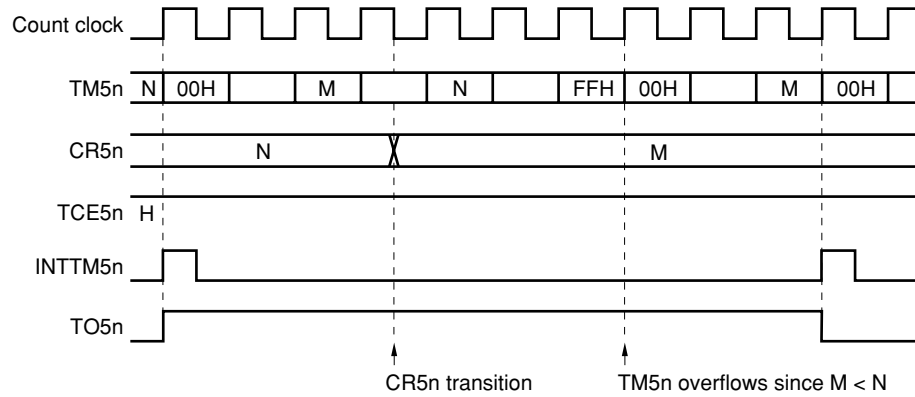 Count clock
TM5n N 00H M N FFH 00H M 00H
CR5n N M
TCE5n H
INTTM5n
TO5n
CR5n transition TM5n overflows since M < N